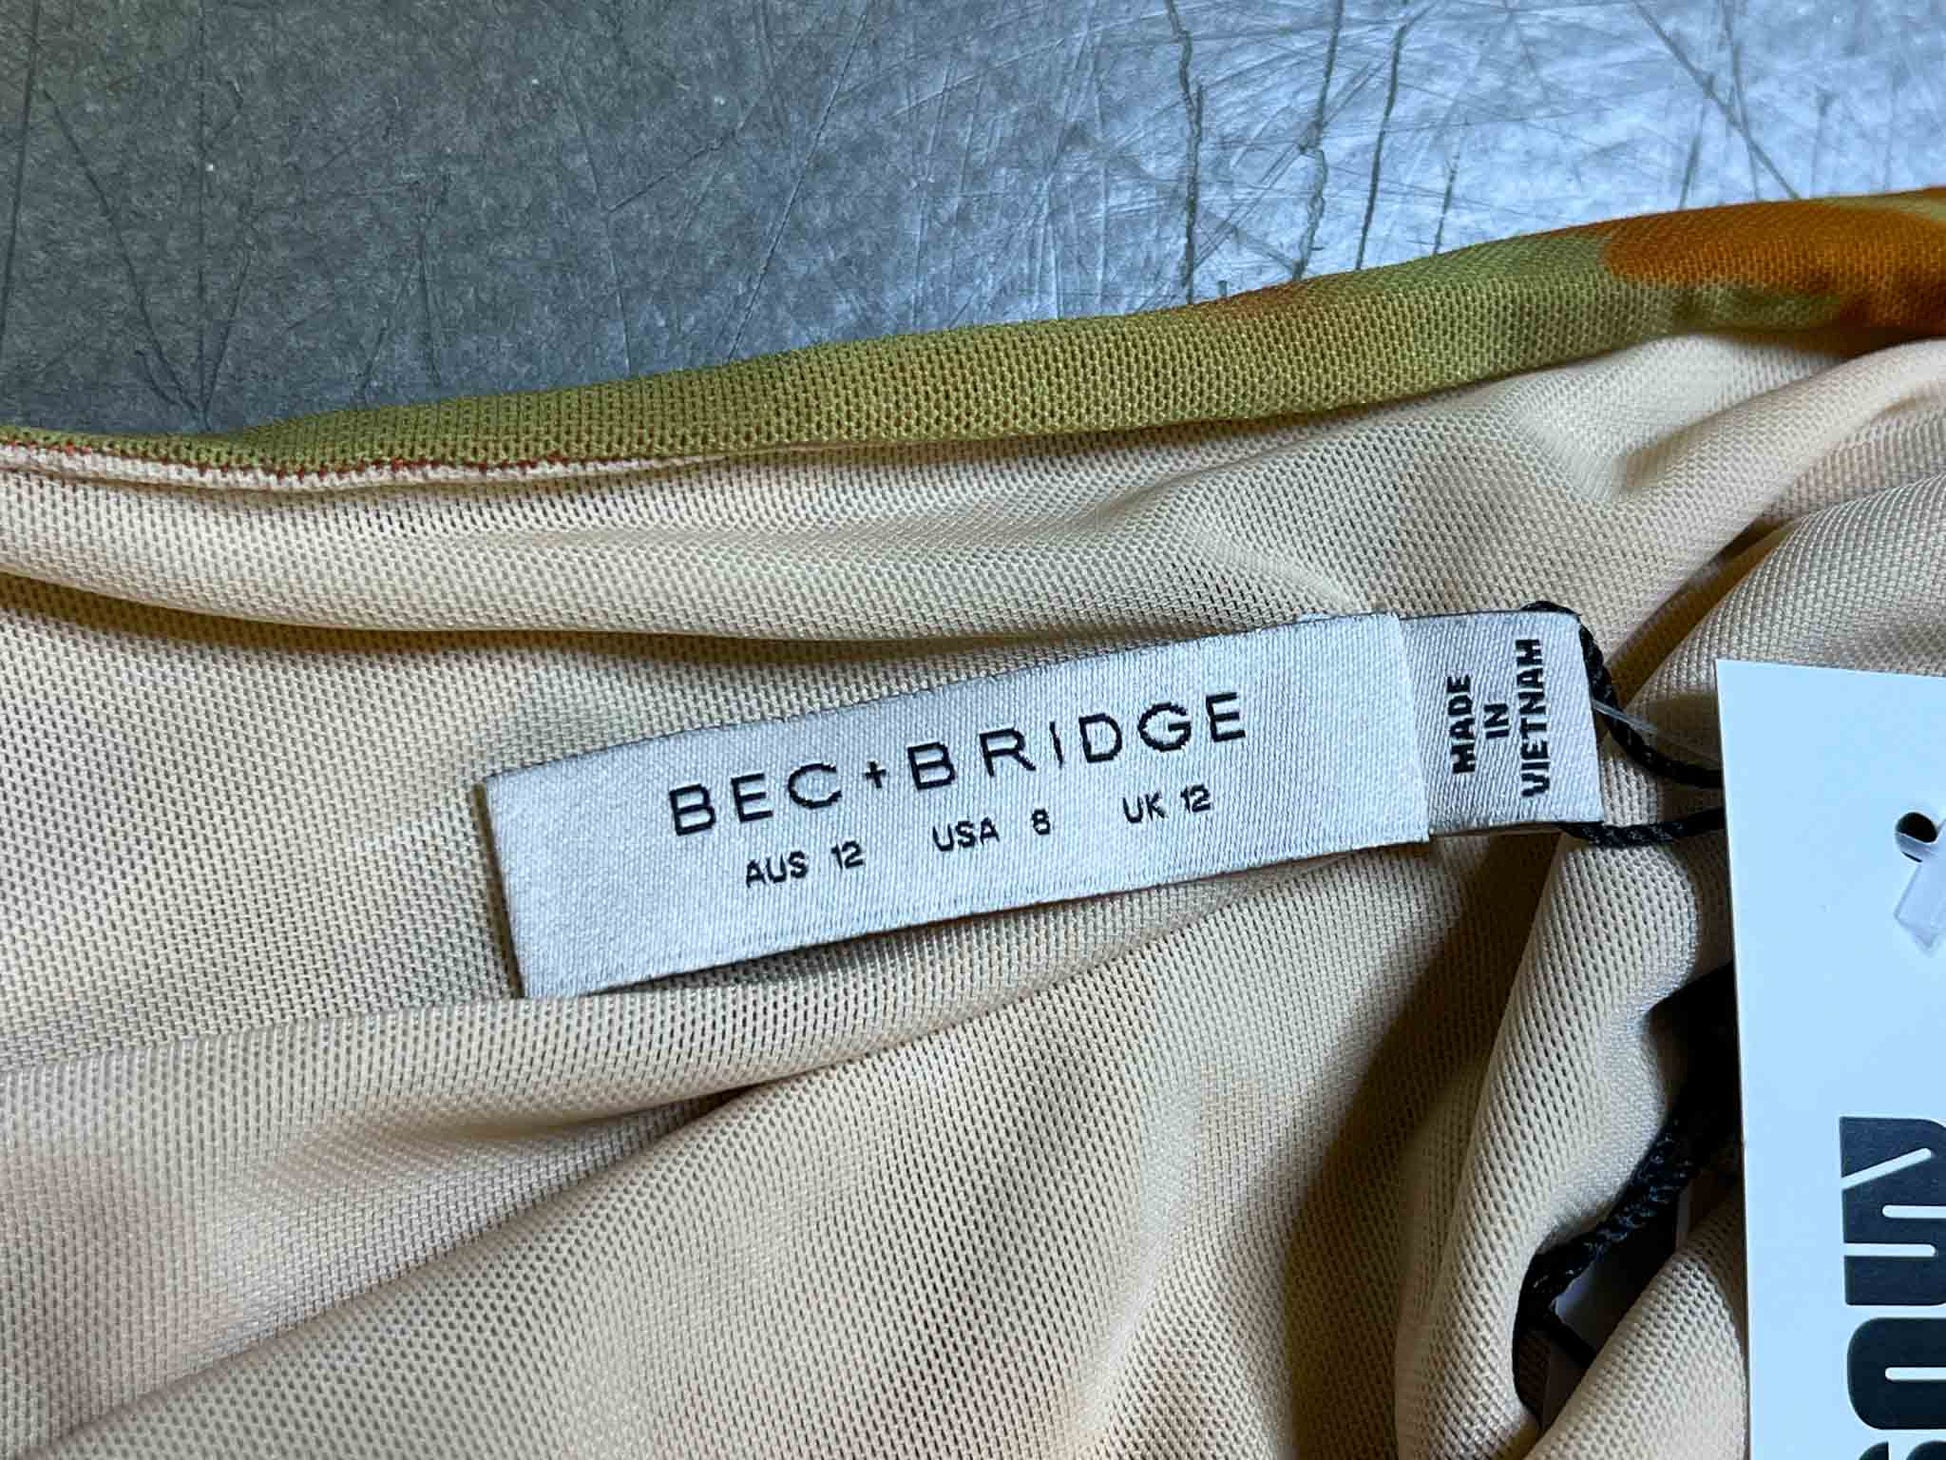 BEC+BRIDGE
AUS 12 USA 8 UK 12
MADE
IN
VIETNAM